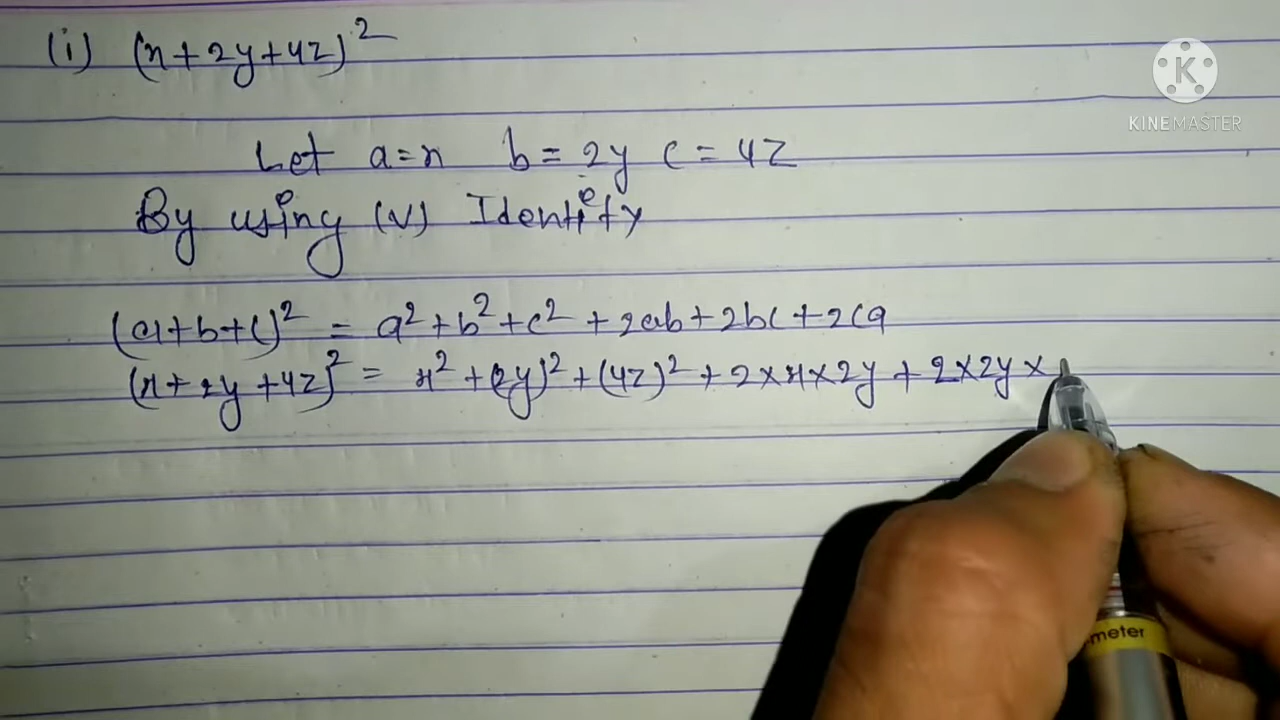 (i) (x+2y+4z)²
KINEMASTER
Let a=x b=2y c=4z
By using (V) Identity
(a+b+c)² = a²+b²+c²+2ab+2bc+2ca
(x+2y+4z)² = x²+(2y)²+(4z)²+2×x×2y+2×2y×
meter